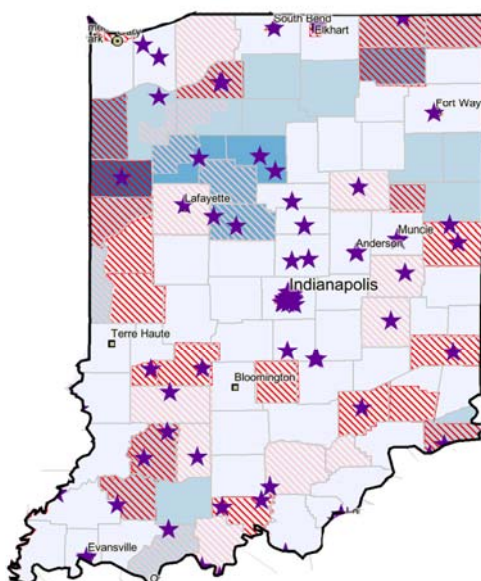 South Bend
Elkhart
Fort Way
Lafayette
Muncie
Anderson
Indianapolis
Terre Haute
Bloomington
Evansville